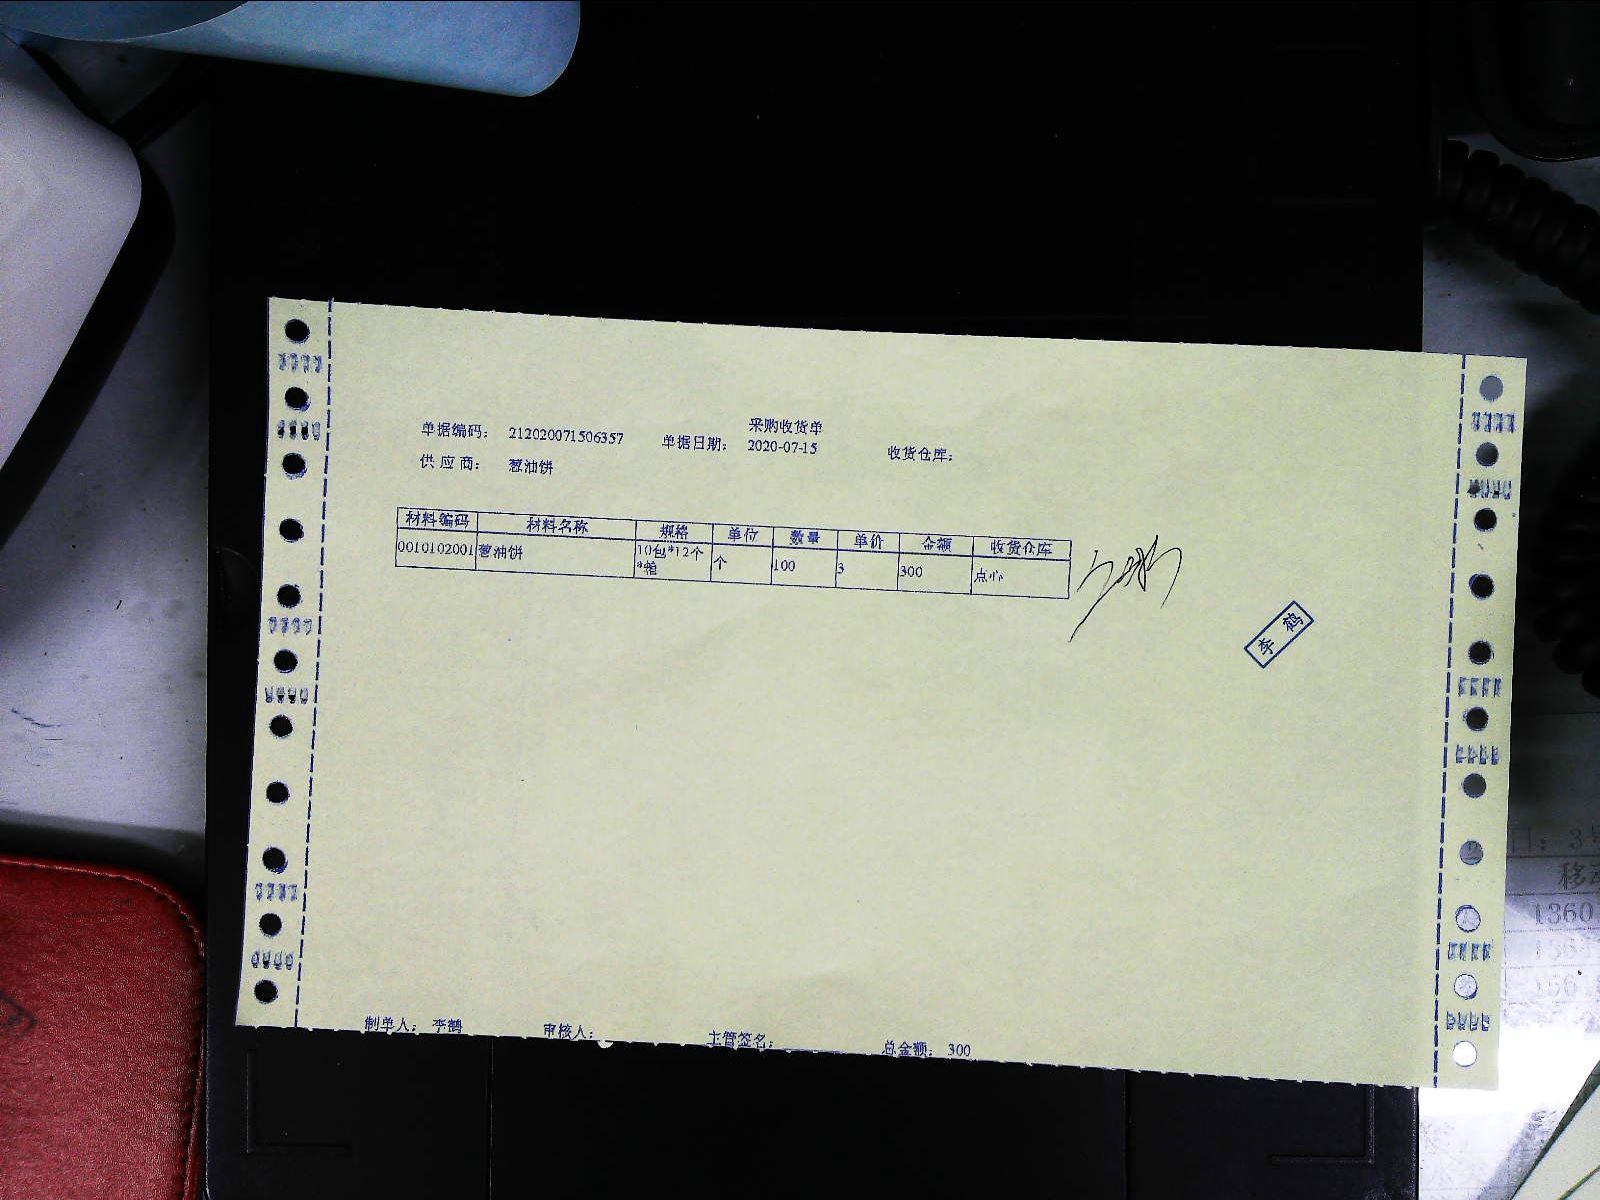 采购收货单
单据编码: 212020071506357 单据日期: 2020-07-15 收货仓库:
供 应 商: 葱油饼
材料编码 材料名称 规格 单位 数量 单价 金额 收货仓库
0010102001 葱油饼 10包*12个*箱 个 100 3 300 点心
李 鹤
制单人: 李鹤 审核人: 主管签名: 总金额: 300
1360